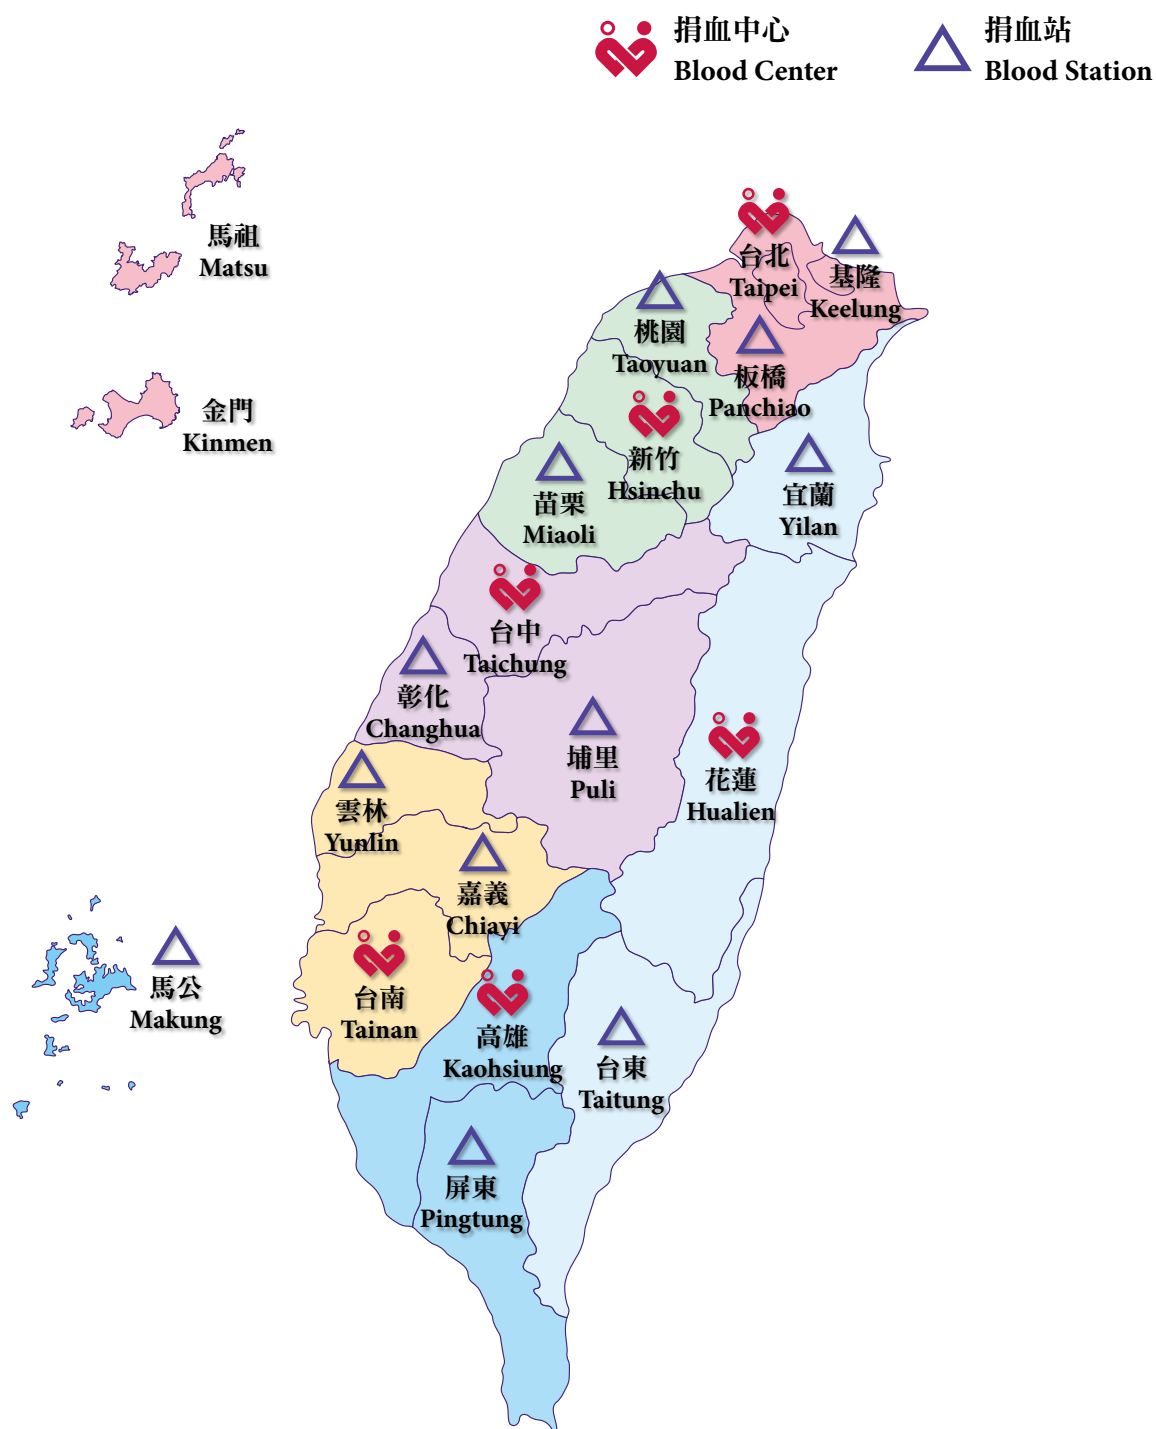 捐血中心
Blood Center
捐血站
Blood Station
馬祖
Matsu
台北
Taipei
基隆
Keelung
桃園
Taoyuan
板橋
Panchiao
金門
Kinmen
新竹
Hsinchu
宜蘭
Yilan
苗栗
Miaoli
台中
Taichung
彰化
Changhua
埔里
Puli
花蓮
Hualien
雲林
Yunlin
嘉義
Chiayi
馬公
Makung
台南
Tainan
高雄
Kaohsiung
台東
Taitung
屏東
Pingtung